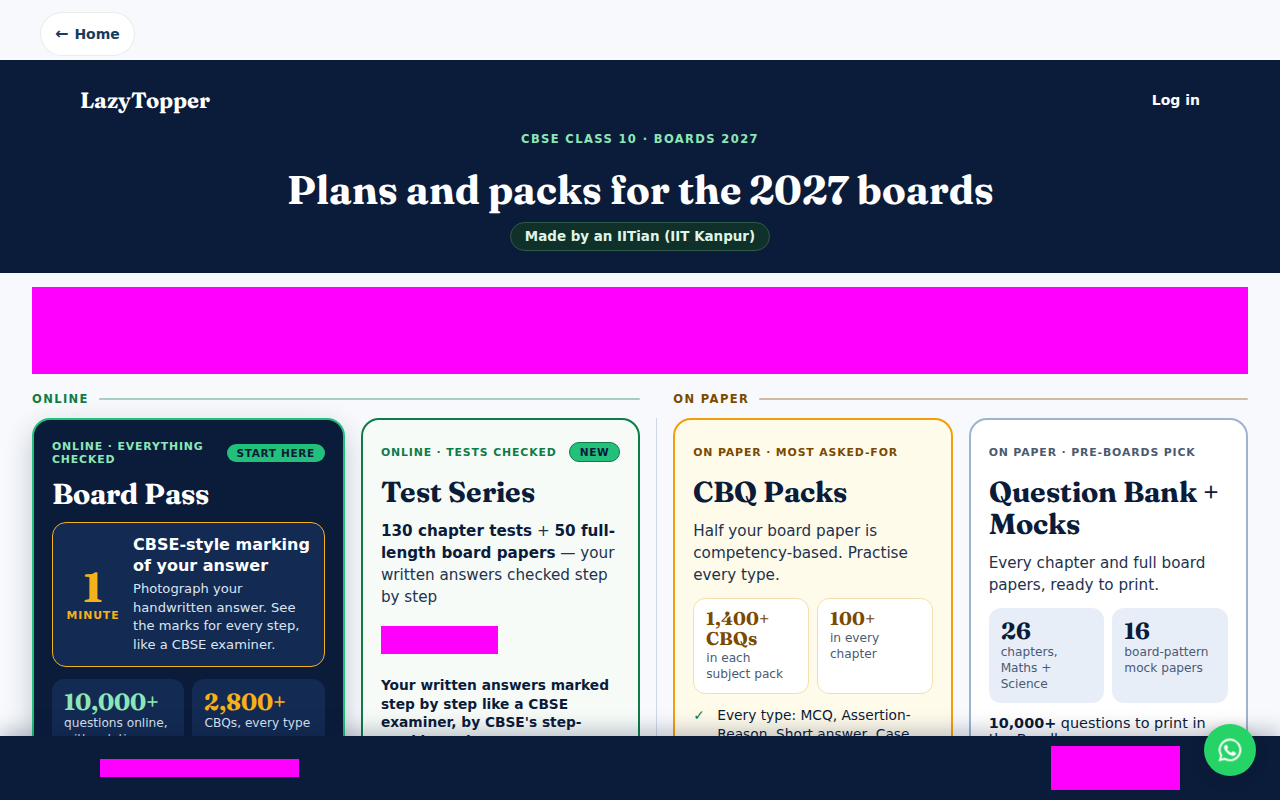 ← Home
LazyTopper
Log in
CBSE CLASS 10 · BOARDS 2027
Plans and packs for the 2027 boards
Made by an IITian (IIT Kanpur)
ONLINE
ON PAPER
ONLINE · EVERYTHING
CHECKED
START HERE
Board Pass
1
MINUTE
CBSE-style marking
of your answer
Photograph your
handwritten answer. See
the marks for every step,
like a CBSE examiner.
10,000+
questions online,
2,800+
CBQs, every type
ONLINE · TESTS CHECKED
NEW
Test Series
130 chapter tests + 50 full-
length board papers — your
written answers checked step
by step
Your written answers marked
step by step like a CBSE
examiner, by CBSE's step-
ON PAPER · MOST ASKED-FOR
CBQ Packs
Half your board paper is
competency-based. Practise
every type.
1,400+
CBQs
in each
subject pack
100+
in every
chapter
✓ Every type: MCQ, Assertion-
Reason, Short answer, Case
ON PAPER · PRE-BOARDS PICK
Question Bank +
Mocks
Every chapter and full board
papers, ready to print.
26
chapters,
Maths +
Science
16
board-pattern
mock papers
10,000+ questions to print in